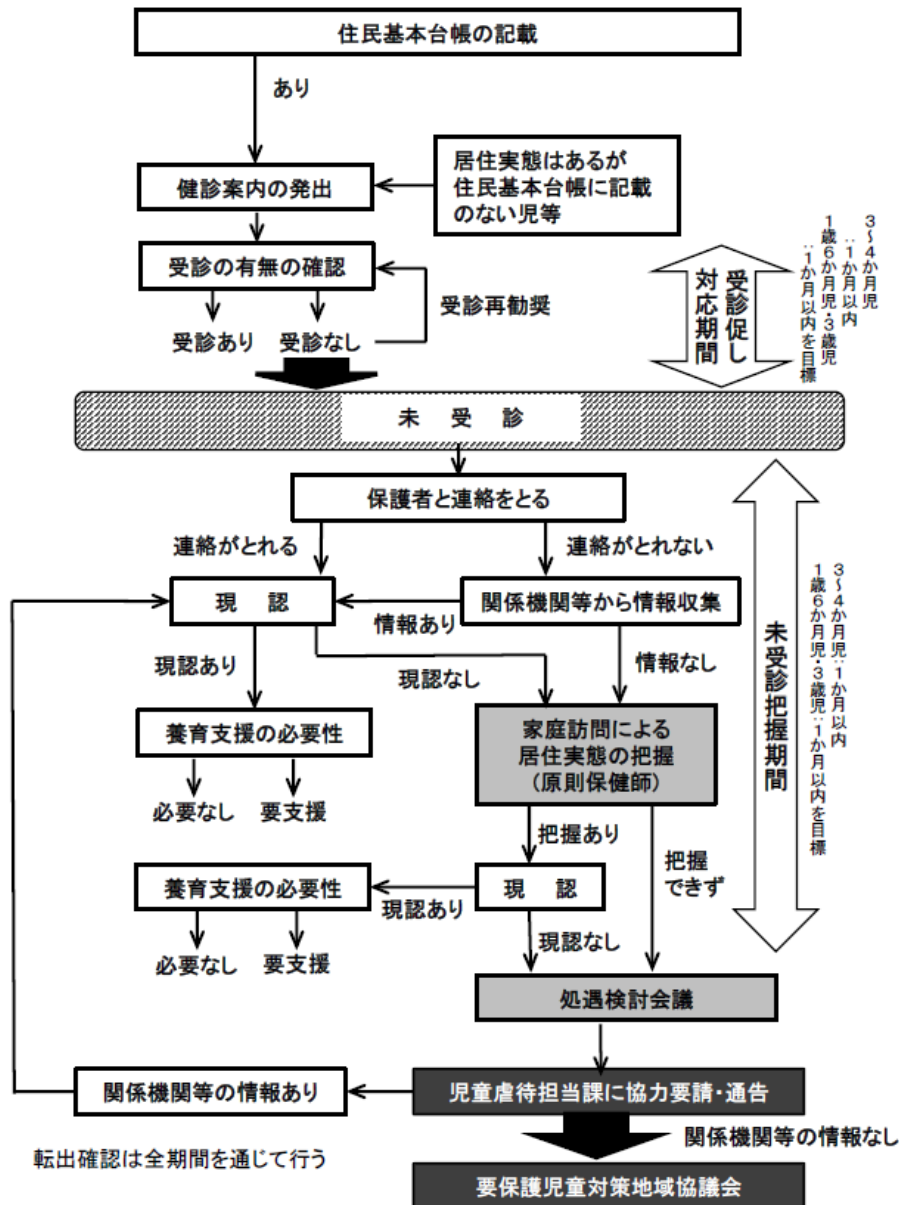 住民基本台帳の記載
あり
健診案内の発出
居住実態はあるが
住民基本台帳に記載
のない児等
受診の有無の確認
受診再勧奨
受診あり
受診なし
受診促し
対応期間
3～4か月児
：1か月以内
1歳6か月児・3歳児
：1か月以内を目標
未受診
保護者と連絡をとる
連絡がとれる
連絡がとれない
現認
関係機関等から情報収集
情報あり
現認あり
現認なし
情報なし
養育支援の必要性
家庭訪問による
居住実態の把握
（原則保健師）
必要なし
要支援
未受診把握期間
3～4か月児：1か月以内
1歳6か月児・3歳児：1か月以内を目標
把握あり
把握
できず
養育支援の必要性
現認あり
現認
必要なし
要支援
現認なし
処遇検討会議
関係機関等の情報あり
児童虐待担当課に協力要請・通告
関係機関等の情報なし
転出確認は全期間を通じて行う
要保護児童対策地域協議会